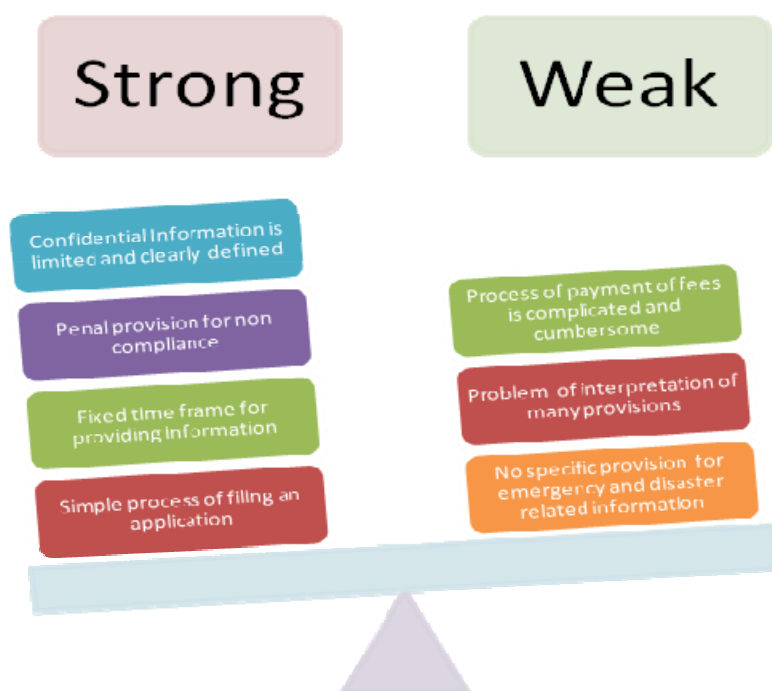 Strong
Weak
Confidential Information is
limited and clearly defined
Penal provision for non
compliance
Fixed time frame for
providing Information
Simple process of filing an
application
Process of payment of fees
is complicated and
cumbersome
Problem of interpretation of
many provisions
No specific provision for
emergency and disaster
related information